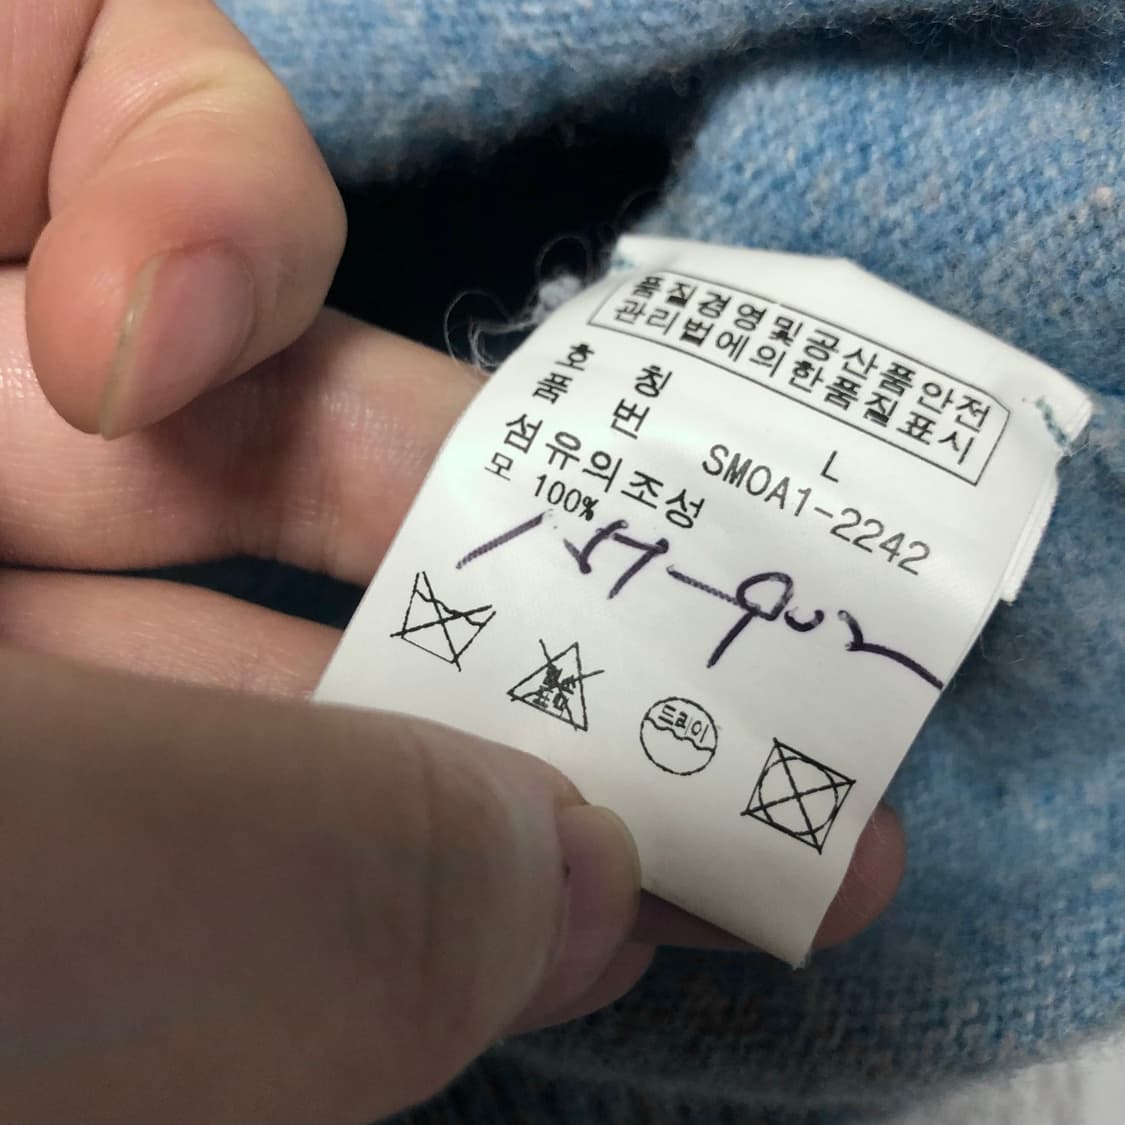 품질경영및공산품안전
관리법에의한품질표시
호 칭 L
품 번 SMOA1-2242
섬유의조성
모 100%
드라이